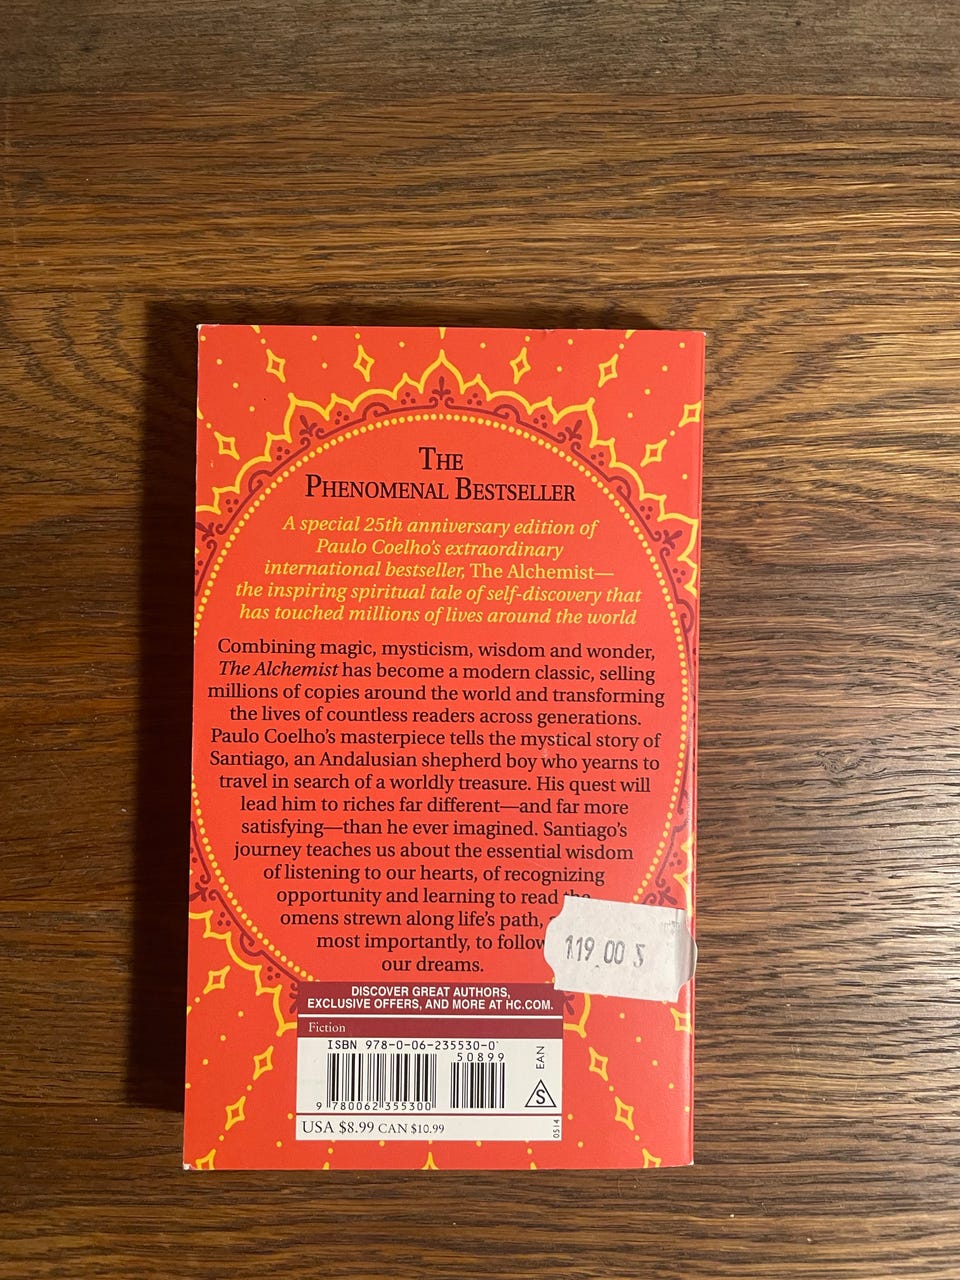 THE
PHENOMENAL BESTSELLER
A special 25th anniversary edition of
Paulo Coelho's extraordinary
international bestseller, The Alchemist—
the inspiring spiritual tale of self-discovery that
has touched millions of lives around the world
Combining magic, mysticism, wisdom and wonder,
The Alchemist has become a modern classic, selling
millions of copies around the world and transforming
the lives of countless readers across generations.
Paulo Coelho's masterpiece tells the mystical story of
Santiago, an Andalusian shepherd boy who yearns to
travel in search of a worldly treasure. His quest will
lead him to riches far different—and far more
satisfying—than he ever imagined. Santiago's
journey teaches us about the essential wisdom
of listening to our hearts, of recognizing
opportunity and learning to read the
omens strewn along life's path,
most importantly, to follow
our dreams.
119.00 S
DISCOVER GREAT AUTHORS,
EXCLUSIVE OFFERS, AND MORE AT HC.COM.
Fiction
ISBN 978-0-06-235530-0
50899
EAN
S
9 780062 355300
USA $8.99 CAN $10.99
0514